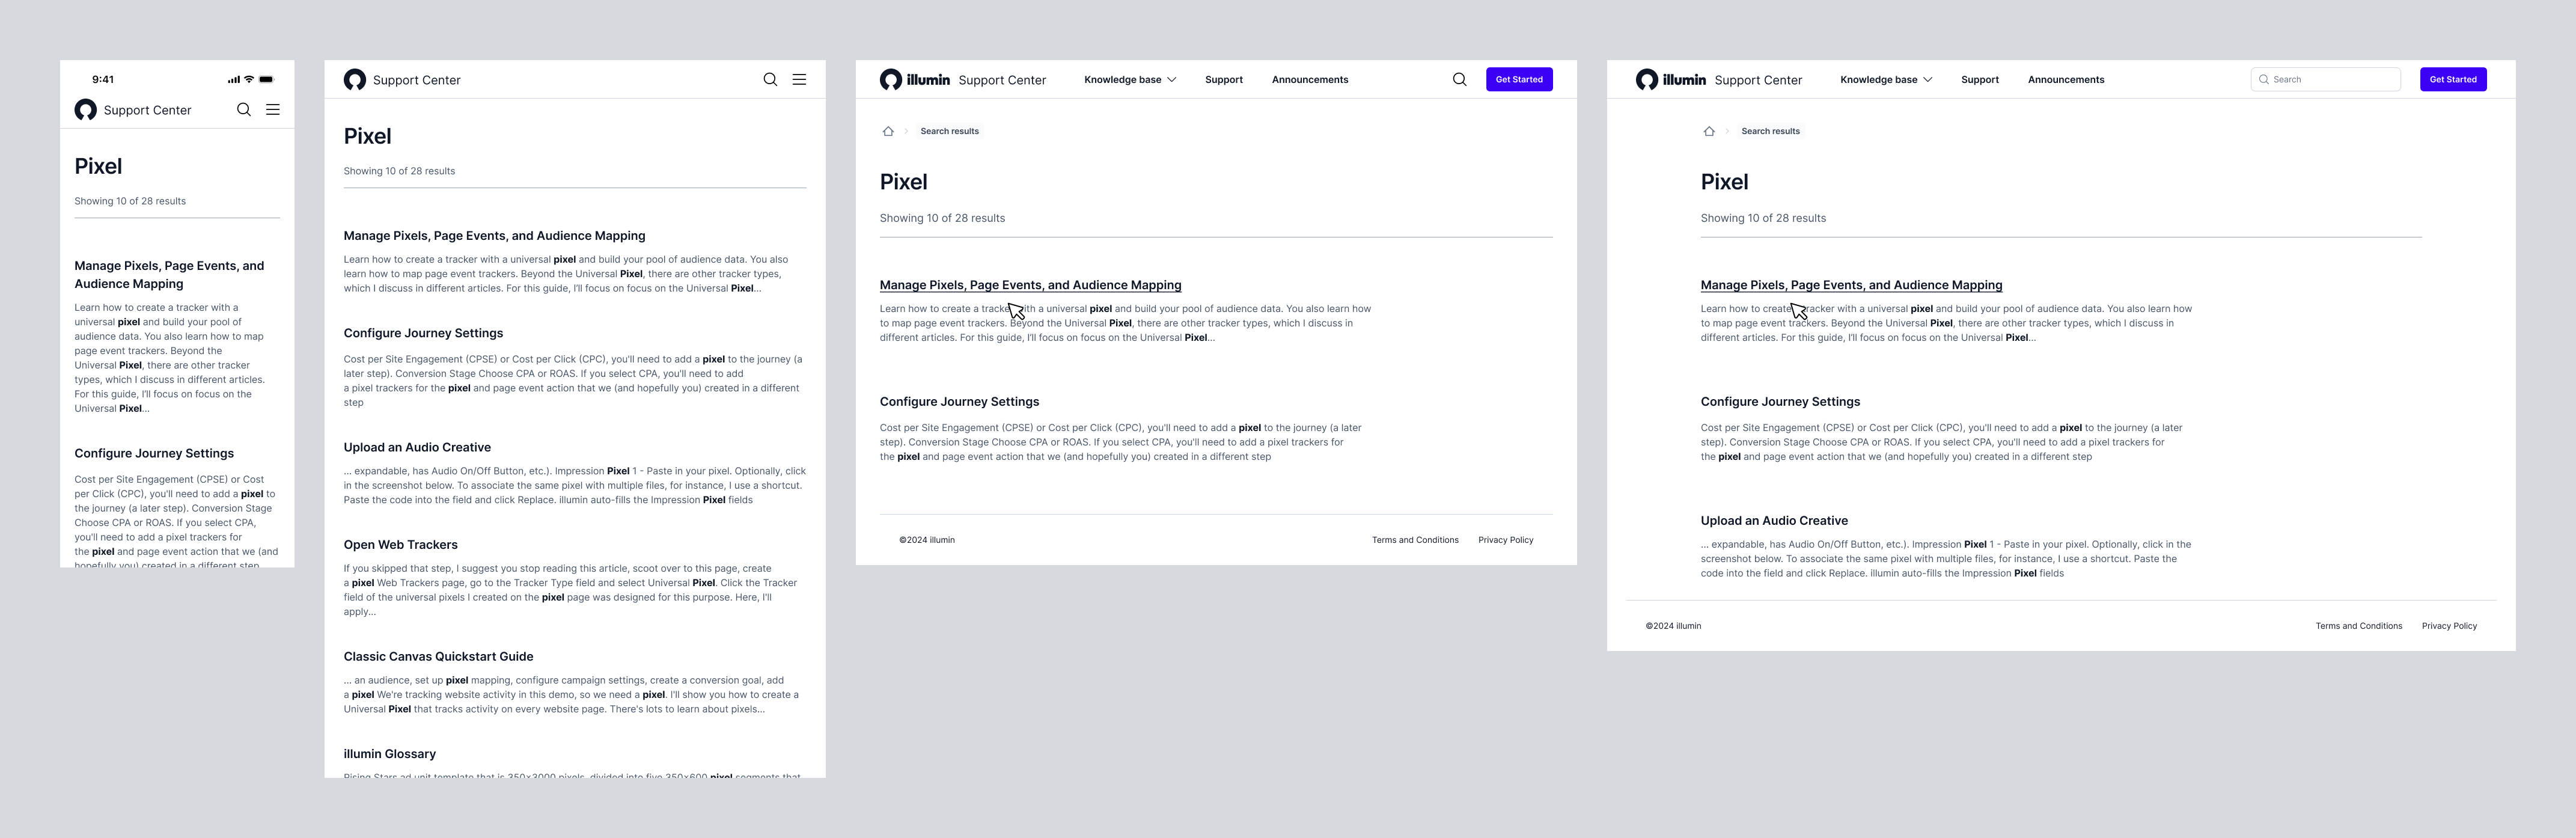 9:41
Support Center
Pixel
Showing 10 of 28 results
Manage Pixels, Page Events, and
Audience Mapping
Learn how to create a tracker with a
universal pixel and build your pool of
audience data. You also learn how to map
page event trackers. Beyond the
Universal Pixel, there are other tracker
types, which I discuss in different articles.
For this guide, I'll focus on focus on the
Universal Pixel...
Configure Journey Settings
Cost per Site Engagement (CPSE) or Cost
per Click (CPC), you'll need to add a pixel to
the journey (a later step). Conversion Stage
Choose CPA or ROAS. If you select CPA,
you'll need to add a pixel trackers for
the pixel and page event action that we (and
hopefully you) created in a different step
Support Center
Pixel
Showing 10 of 28 results
Manage Pixels, Page Events, and Audience Mapping
Learn how to create a tracker with a universal pixel and build your pool of audience data. You also
learn how to map page event trackers. Beyond the Universal Pixel, there are other tracker types,
which I discuss in different articles. For this guide, I'll focus on focus on the Universal Pixel...
Configure Journey Settings
Cost per Site Engagement (CPSE) or Cost per Click (CPC), you'll need to add a pixel to the journey (a
later step). Conversion Stage Choose CPA or ROAS. If you select CPA, you'll need to add
a pixel trackers for the pixel and page event action that we (and hopefully you) created in a different
step
Upload an Audio Creative
... expandable, has Audio On/Off Button, etc.). Impression Pixel 1 - Paste in your pixel. Optionally, click
in the screenshot below. To associate the same pixel with multiple files, for instance, I use a shortcut.
Paste the code into the field and click Replace. illumin auto-fills the Impression Pixel fields
Open Web Trackers
If you skipped that step, I suggest you stop reading this article, scoot over to this page, create
a pixel Web Trackers page, go to the Tracker Type field and select Universal Pixel. Click the Tracker
field of the universal pixels I created on the pixel page was designed for this purpose. Here, I'll
apply...
Classic Canvas Quickstart Guide
... an audience, set up pixel mapping, configure campaign settings, create a conversion goal, add
a pixel We're tracking website activity in this demo, so we need a pixel. I'll show you how to create a
Universal Pixel that tracks activity on every website page. There's lots to learn about pixels...
illumin Glossary
Rising Stars ad unit template that is 350x3000 pixels, divided into five 350x600 pixel segments that
illumin Support Center Knowledge base Support Announcements Get Started
Search results
Pixel
Showing 10 of 28 results
Manage Pixels, Page Events, and Audience Mapping
Learn how to create a tracker with a universal pixel and build your pool of audience data. You also learn how
to map page event trackers. Beyond the Universal Pixel, there are other tracker types, which I discuss in
different articles. For this guide, I'll focus on focus on the Universal Pixel...
Configure Journey Settings
Cost per Site Engagement (CPSE) or Cost per Click (CPC), you'll need to add a pixel to the journey (a later
step). Conversion Stage Choose CPA or ROAS. If you select CPA, you'll need to add a pixel trackers for
the pixel and page event action that we (and hopefully you) created in a different step
©2024 illumin Terms and Conditions Privacy Policy
illumin Support Center Knowledge base Support Announcements Search Get Started
Search results
Pixel
Showing 10 of 28 results
Manage Pixels, Page Events, and Audience Mapping
Learn how to create tracker with a universal pixel and build your pool of audience data. You also learn how
to map page event trackers. Beyond the Universal Pixel, there are other tracker types, which I discuss in
different articles. For this guide, I'll focus on focus on the Universal Pixel...
Configure Journey Settings
Cost per Site Engagement (CPSE) or Cost per Click (CPC), you'll need to add a pixel to the journey (a later
step). Conversion Stage Choose CPA or ROAS. If you select CPA, you'll need to add a pixel trackers for
the pixel and page event action that we (and hopefully you) created in a different step
Upload an Audio Creative
... expandable, has Audio On/Off Button, etc.). Impression Pixel 1 - Paste in your pixel. Optionally, click in the
screenshot below. To associate the same pixel with multiple files, for instance, I use a shortcut. Paste the
code into the field and click Replace. illumin auto-fills the Impression Pixel fields
©2024 illumin Terms and Conditions Privacy Policy